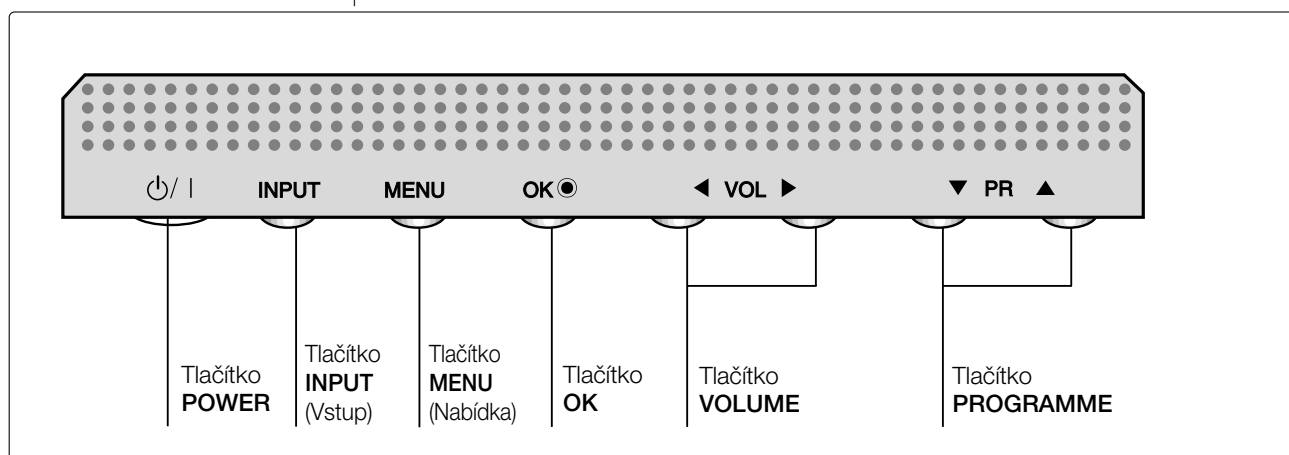 ⏻/ I INPUT MENU OK◉ ◀ VOL ▶ ▼ PR ▲
Tlačítko
POWER
Tlačítko
INPUT
(Vstup)
Tlačítko
MENU
(Nabídka)
Tlačítko
OK
Tlačítko
VOLUME
Tlačítko
PROGRAMME